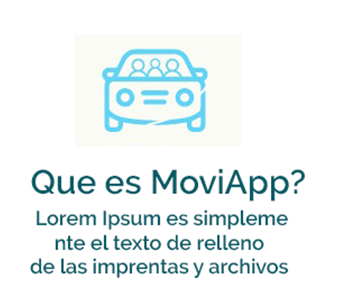 Que es MoviApp?
Lorem Ipsum es simpleme
nte el texto de relleno
de las imprentas y archivos